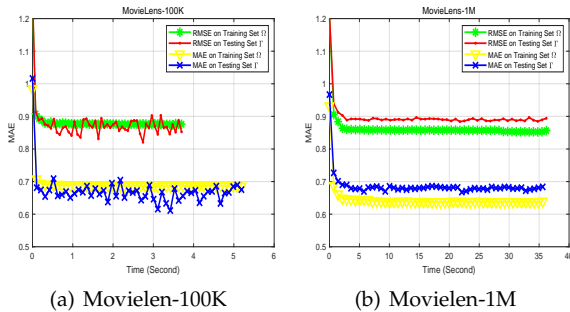 MovieLens-100K
1.2
1.1
1
0.9
0.8
0.7
0.6
0.5
MAE
0 1 2 3 4 5 6
Time (Second)
RMSE on Training Set Ω
RMSE on Testing Set Γ
MAE on Training Set Ω
MAE on Testing Set Γ
(a) Movielen-100K
MovieLens-1M
1.2
1.1
1
0.9
0.8
0.7
0.6
0.5
MAE
0 5 10 15 20 25 30 35 40
Time (Second)
RMSE on Training Set Ω
RMSE on Testing Set Γ
MAE on Training Set Ω
MAE on Testing Set Γ
(b) Movielen-1M